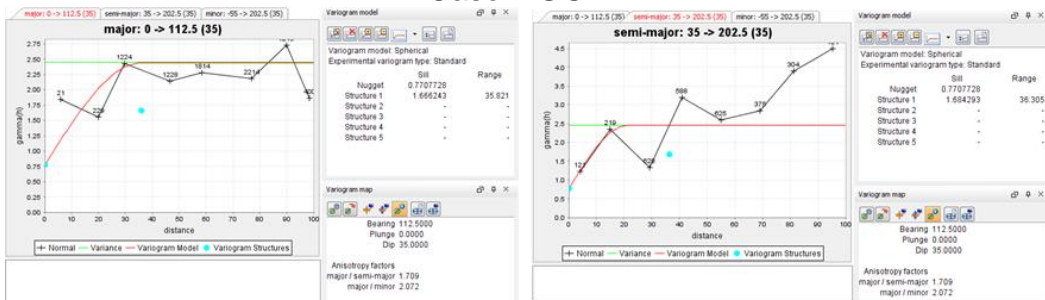 major: 0 -> 112.5 (35)
semi-major: 35 -> 202.5 (35)
minor: -55 -> 202.5 (35)
major: 0 -> 112.5 (35)
gamma(h)
2.75
2.50
2.25
2.00
1.75
1.50
1.25
1.00
0.75
0.50
0.25
0.00
21
229
1224
1228
1814
2214
0
10
20
30
40
50
60
70
80
90
100
distance
Normal
Variance
Variogram Model
Variogram Structures
Variogram model
Variogram model: Spherical
Experimental variogram type: Standard
Sill Range
Nugget 0.7707728
Structure 1 1.666243 35.821
Structure 2 - -
Structure 3 - -
Structure 4 - -
Structure 5 - -
Variogram map
Bearing 112.5000
Plunge 0.0000
Dip 35.0000
Anisotropy factors
major / semi-major 1.709
major / minor 2.072
major: 0 -> 112.5 (35)
semi-major: 35 -> 202.5 (35)
minor: -55 -> 202.5 (35)
semi-major: 35 -> 202.5 (35)
gamma(h)
4.5
4.0
3.5
3.0
2.5
2.0
1.5
1.0
0.5
0.0
219
588
625
375
304
0
10
20
30
40
50
60
70
80
90
100
distance
Normal
Variance
Variogram Model
Variogram Structures
Variogram model
Variogram model: Spherical
Experimental variogram type: Standard
Sill Range
Nugget 0.7707728
Structure 1 1.684293 36.305
Structure 2 - -
Structure 3 - -
Structure 4 - -
Structure 5 - -
Variogram map
Bearing 112.5000
Plunge 0.0000
Dip 35.0000
Anisotropy factors
major / semi-major 1.709
major / minor 2.072